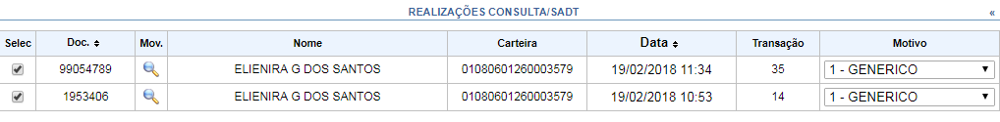 REALIZAÇÕES CONSULTA/SADT «
Selec Doc. Mov. Nome Carteira Data Transação Motivo
99054789 ELIENIRA G DOS SANTOS 01080601260003579 19/02/2018 11:34 35 1 - GENERICO
1953406 ELIENIRA G DOS SANTOS 01080601260003579 19/02/2018 10:53 14 1 - GENERICO